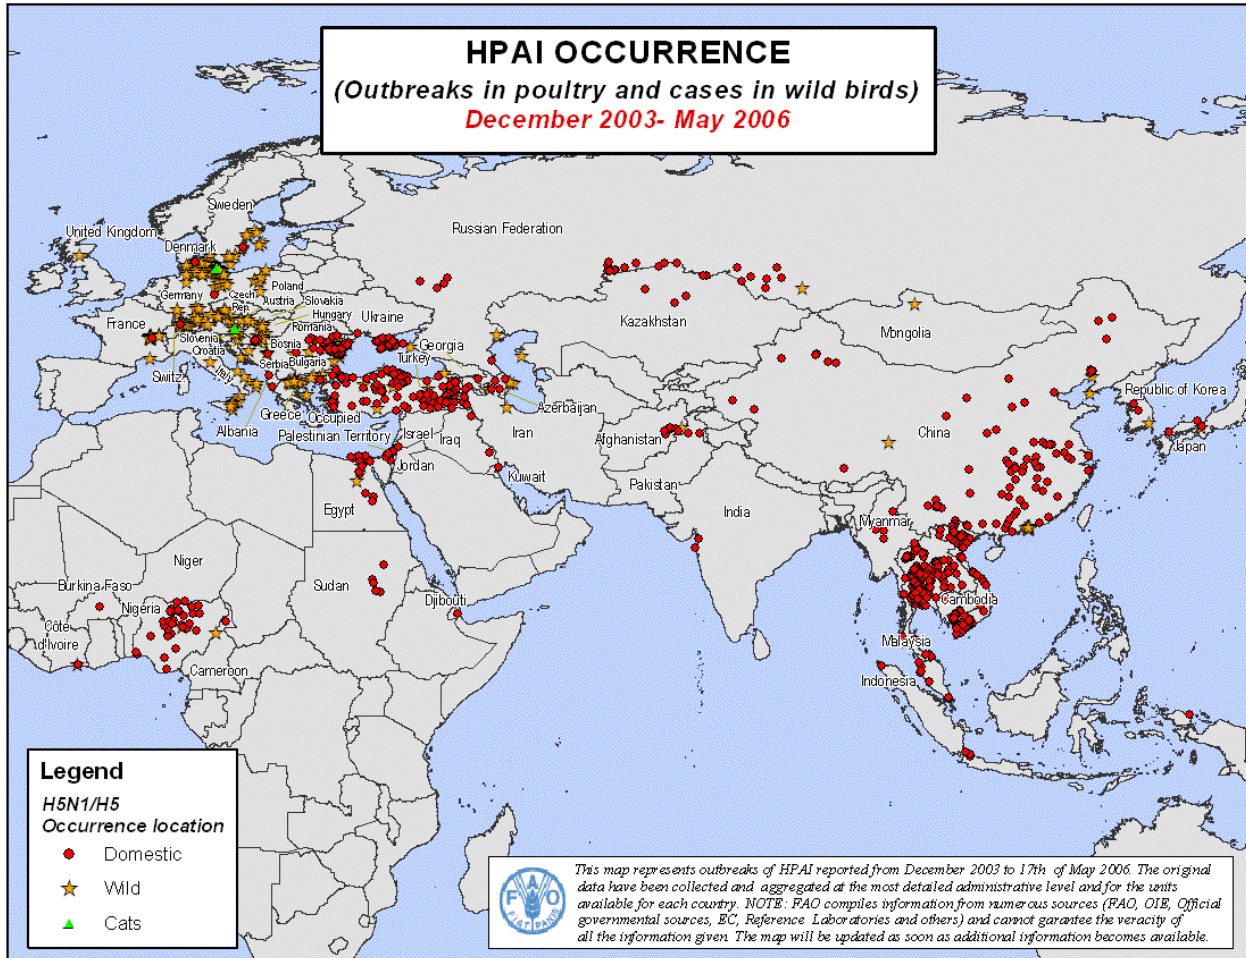 HPAI OCCURRENCE
(Outbreaks in poultry and cases in wild birds)
December 2003- May 2006
Sweden
United Kingdom
Russian Federation
Denmark
Poland
Germany
Czech
Rep.
Austria
Slovakia
Hungary
France
Ukraine
Romania
Kazakhstan
Mongolia
Slovenia
Croatia
Bosnia
Georgia
Turkey
Serbia
Bulgaria
Switz.
Italy
Republic of Korea
Azerbaijan
Greece
Occupied
Palestinian Territory
Albania
Israel
Iraq
Iran
Afghanistan
China
Japan
Jordan
Kuwait
Pakistan
Egypt
India
Myanmar
Niger
Burkina Faso
Sudan
Nigeria
Djibouti
Cambodia
Côte
d'Ivoire
Cameroon
Malaysia
Indonesia
Legend
H5N1/H5
Occurrence location
Domestic
Wild
Cats
F A O
FIAT PANIS
This map represents outbreaks of HPAI reported from December 2003 to 17th of May 2006. The original
data have been collected and aggregated at the most detailed administrative level and for the units
available for each country. NOTE: FAO compiles information from numerous sources (FAO, OIE, Official
governmental sources, EC, Reference Laboratories and others) and cannot garantee the veracity of
all the information given. The map will be updated as soon as additional information becomes available.